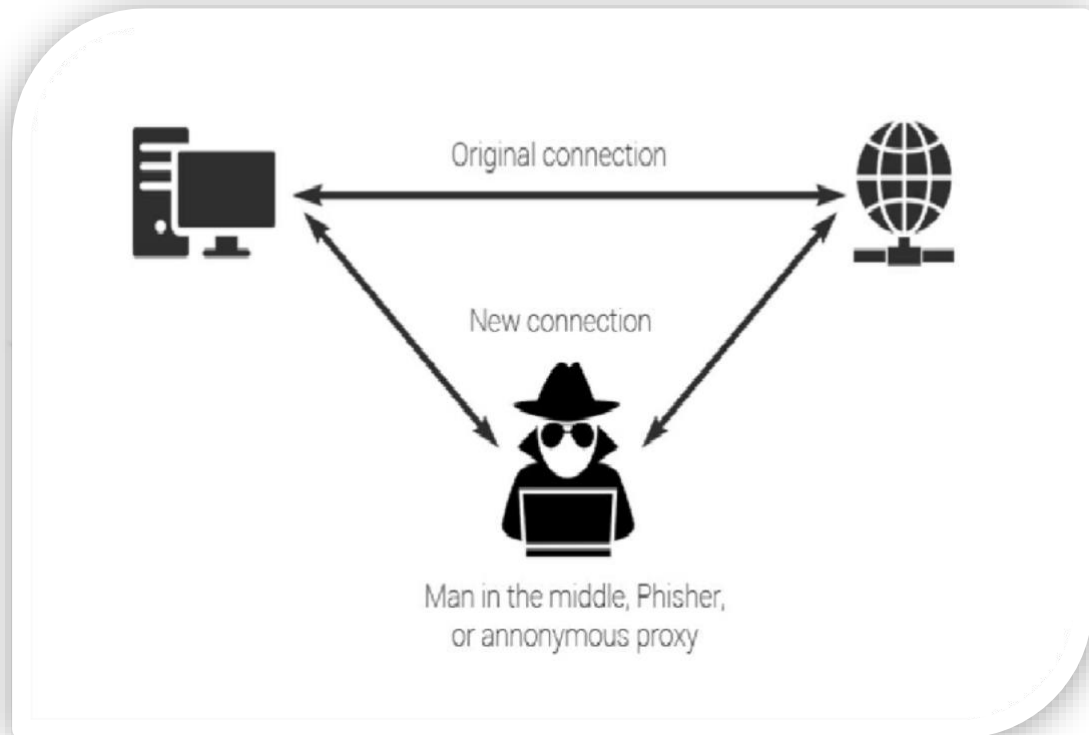 Original connection
New connection
Man in the middle, Phisher,
or annonymous proxy